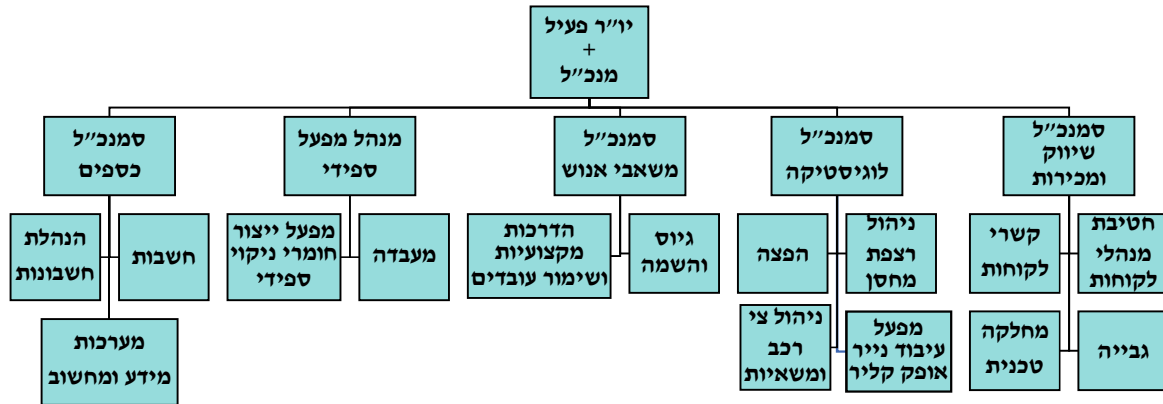 יו״ר פעיל
+
מנכ״ל
סמנכ״ל
שיווק
ומכירות
סמנכ״ל
לוגיסטיקה
סמנכ״ל
משאבי אנוש
מנהל מפעל
ספידי
סמנכ״ל
כספים
חטיבת
מנהלי
לקוחות
קשרי
לקוחות
ניהול
רצפת
מחסן
הפצה
גיוס
והשמה
הדרכות
מקצועיות
ושימור עובדים
מעבדה
מפעל ייצור
חומרי ניקוי
ספידי
חשבות
הנהלת
חשבונות
גבייה
מחלקה
טכנית
מפעל
עיבוד נייר
אופק קליר
ניהול צי
רכב
ומשאיות
מערכות
מידע ומחשוב